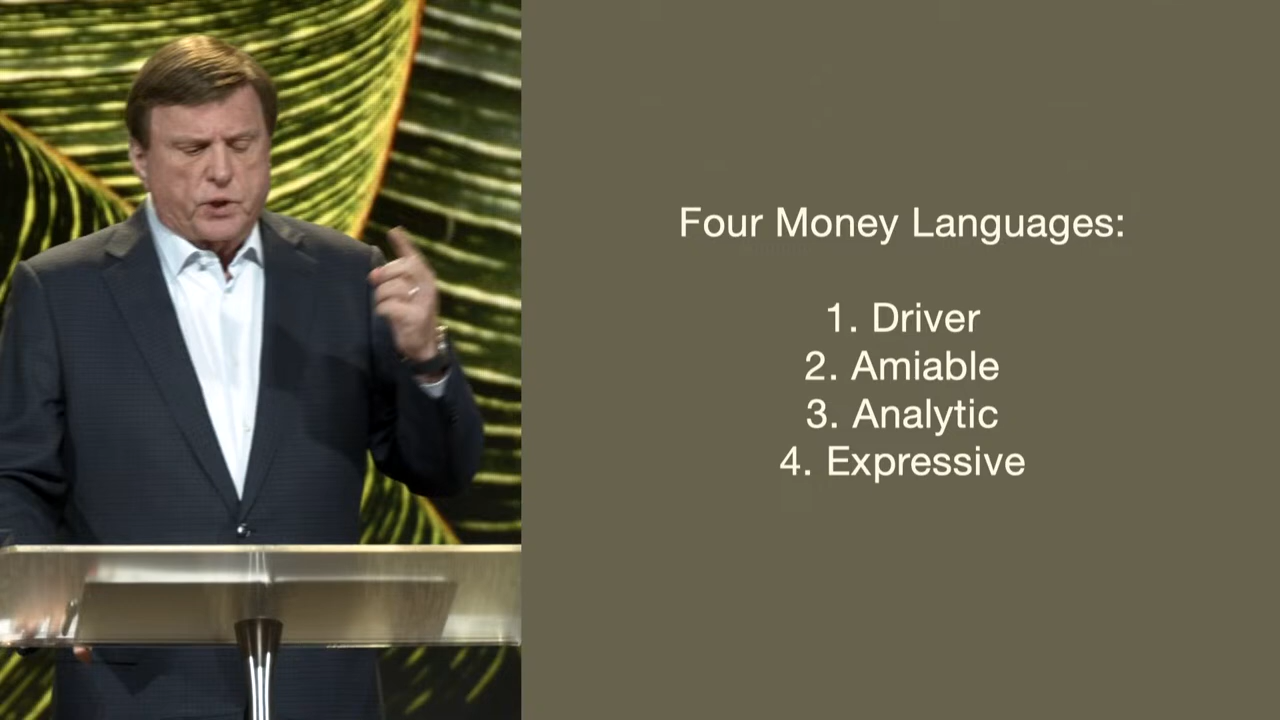 Four Money Languages:
1. Driver
2. Amiable
3. Analytic
4. Expressive